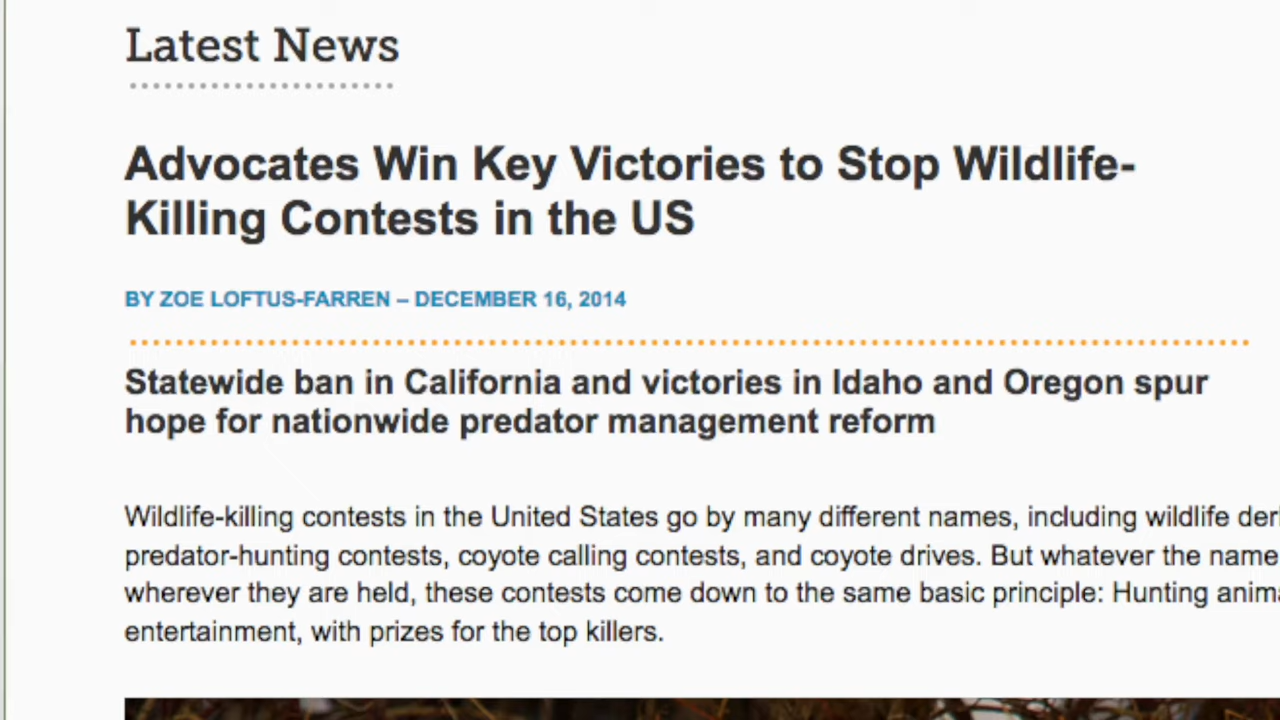 Latest News
Advocates Win Key Victories to Stop Wildlife-
Killing Contests in the US
BY ZOE LOFTUS-FARREN – DECEMBER 16, 2014
Statewide ban in California and victories in Idaho and Oregon spur
hope for nationwide predator management reform
Wildlife-killing contests in the United States go by many different names, including wildlife
predator-hunting contests, coyote calling contests, and coyote drives. But whatever the name
wherever they are held, these contests come down to the same basic principle: Hunting
entertainment, with prizes for the top killers.